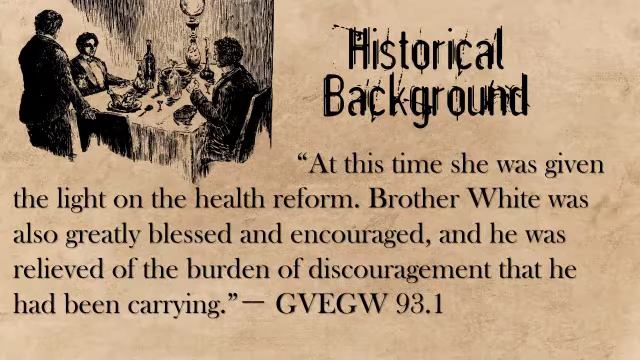 Historical
Background
“At this time she was given
the light on the health reform. Brother White was
also greatly blessed and encouraged, and he was
relieved of the burden of discouragement that he
had been carrying.”— GVEGW 93.1